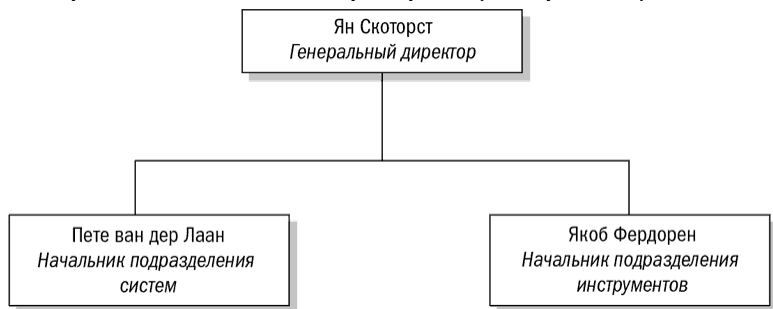 Ян Скоторст
Генеральный директор
Пете ван дер Лаан
Начальник подразделения
систем
Якоб Фердорен
Начальник подразделения
инструментов